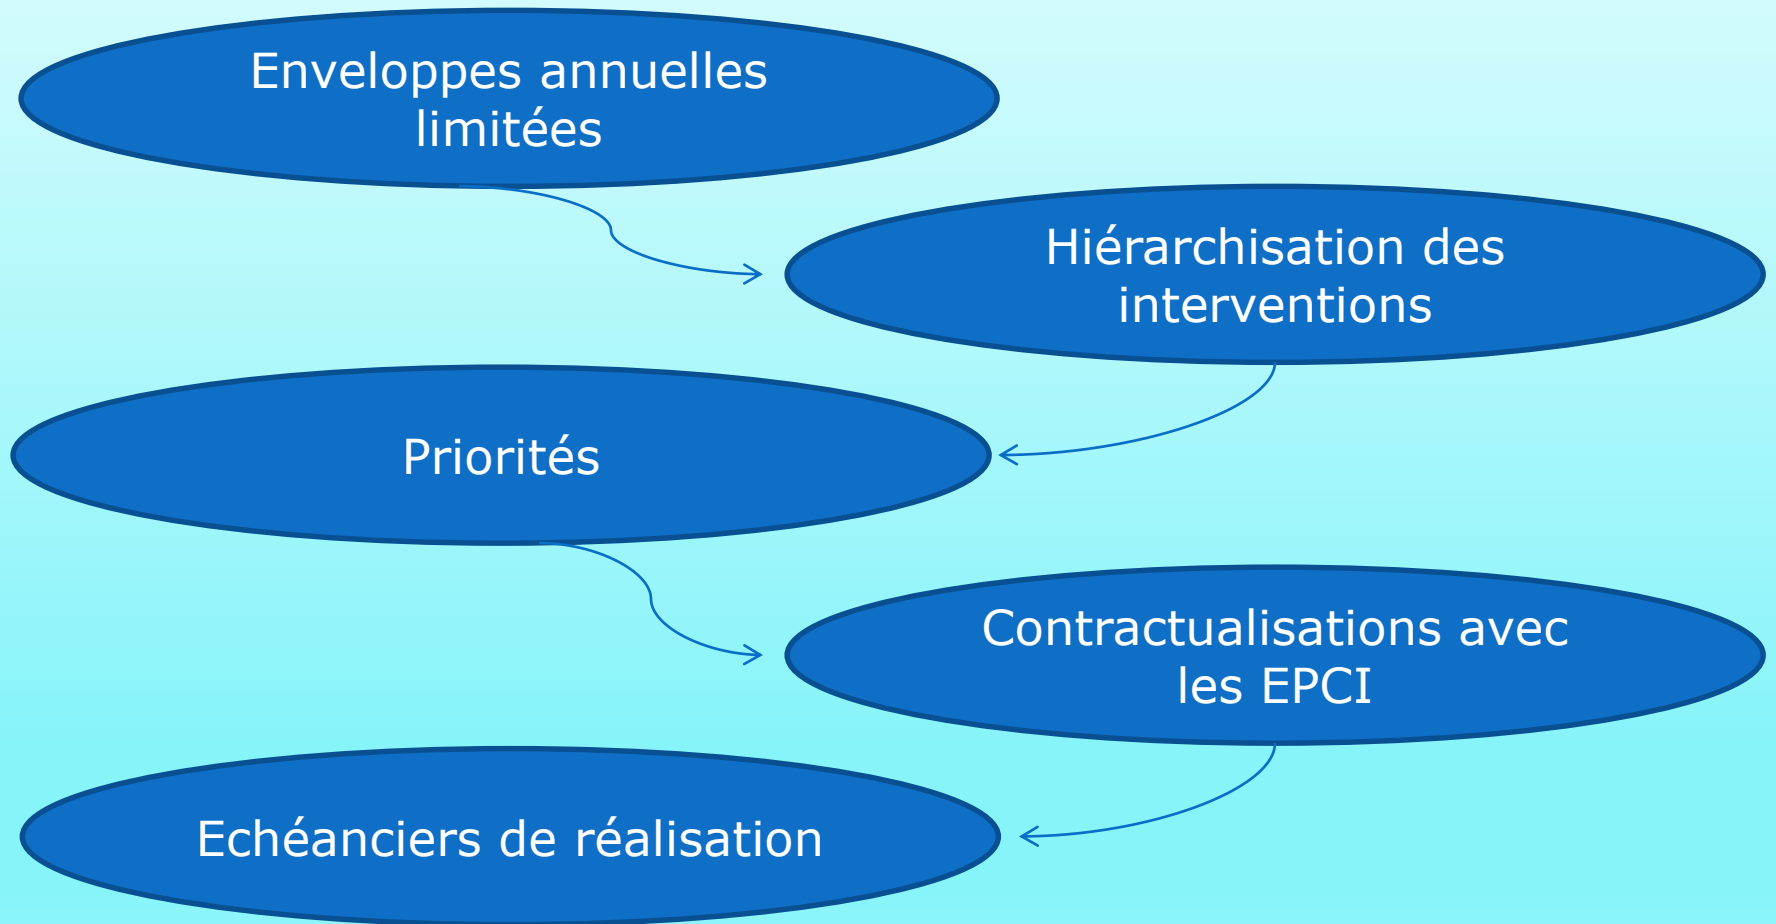 Enveloppes annuelles
limitées
Hiérarchisation des
interventions
Priorités
Contractualisations avec
les EPCI
Echéanciers de réalisation